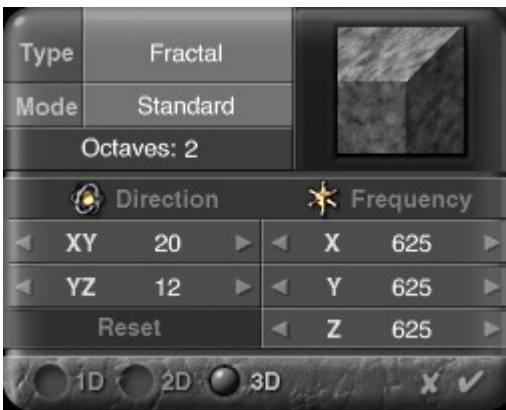 Type Fractal
Mode Standard
Octaves: 2
Direction Frequency
XY 20 X 625
YZ 12 Y 625
Reset Z 625
1D 2D 3D